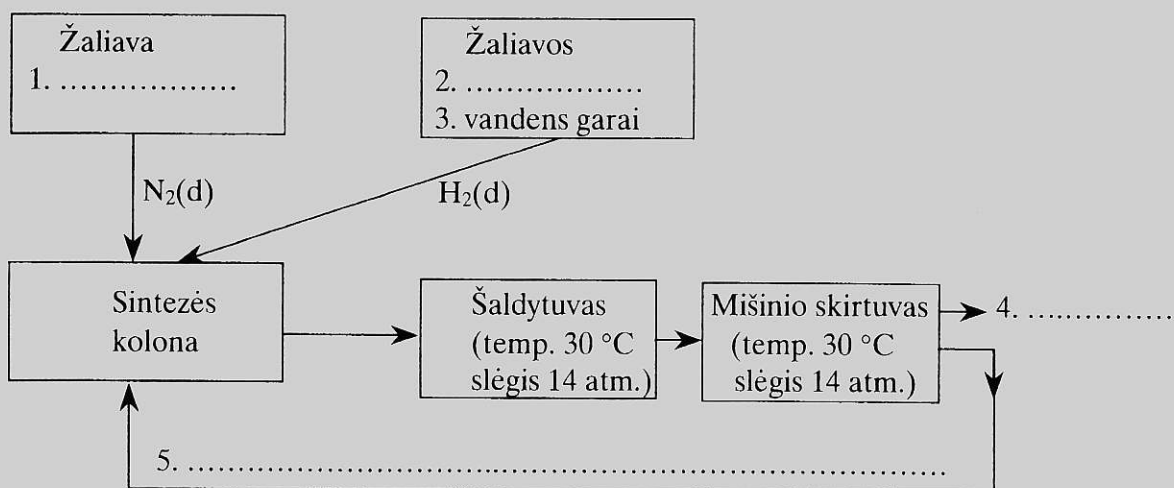 Žaliava
1. ..................
Žaliavos
2. ..................
3. vandens garai
N₂(d)
H₂(d)
Sintezės
kolona
Šaldytuvas
(temp. 30 °C
slėgis 14 atm.)
Mišinio skirtuvas
(temp. 30 °C
slėgis 14 atm.)
4. ..................
5. ..............................................................................